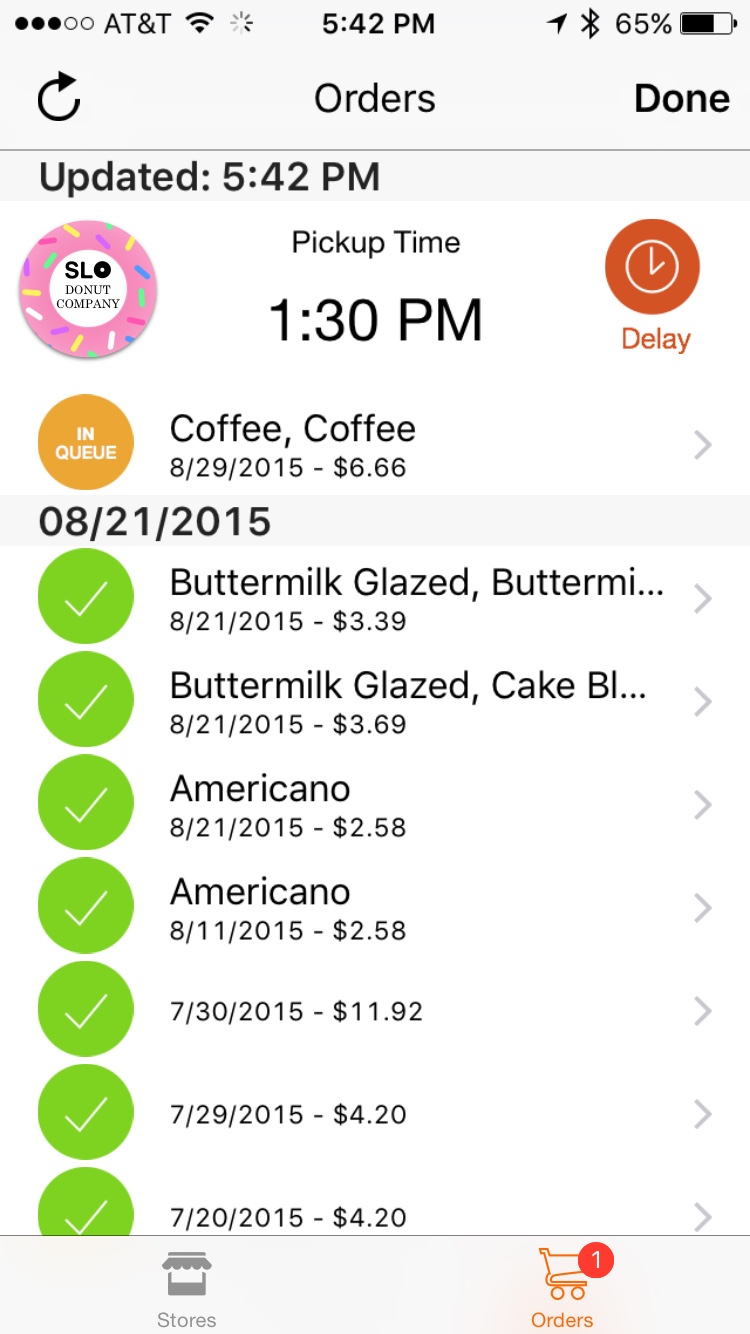 AT&T 5:42 PM 65%
Orders Done
Updated: 5:42 PM
SLO
DONUT
COMPANY
Pickup Time
1:30 PM
Delay
IN
QUEUE
Coffee, Coffee
8/29/2015 - $6.66
08/21/2015
Buttermilk Glazed, Buttermi...
8/21/2015 - $3.39
Buttermilk Glazed, Cake Bl...
8/21/2015 - $3.69
Americano
8/21/2015 - $2.58
Americano
8/11/2015 - $2.58
7/30/2015 - $11.92
7/29/2015 - $4.20
7/20/2015 - $4.20
1
Stores Orders